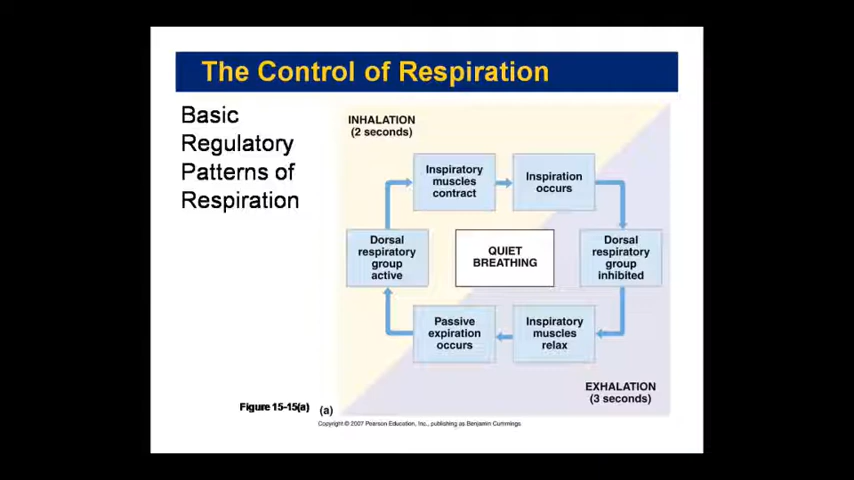 The Control of Respiration
Basic
Regulatory
Patterns of
Respiration
INHALATION
(2 seconds)
Inspiratory
muscles
contract
Inspiration
occurs
Dorsal
respiratory
group
active
QUIET
BREATHING
Dorsal
respiratory
group
inhibited
Passive
expiration
occurs
Inspiratory
muscles
relax
EXHALATION
(3 seconds)
Figure 15-15(a)
(a)
Copyright © 2007 Pearson Education, Inc., publishing as Benjamin Cummings